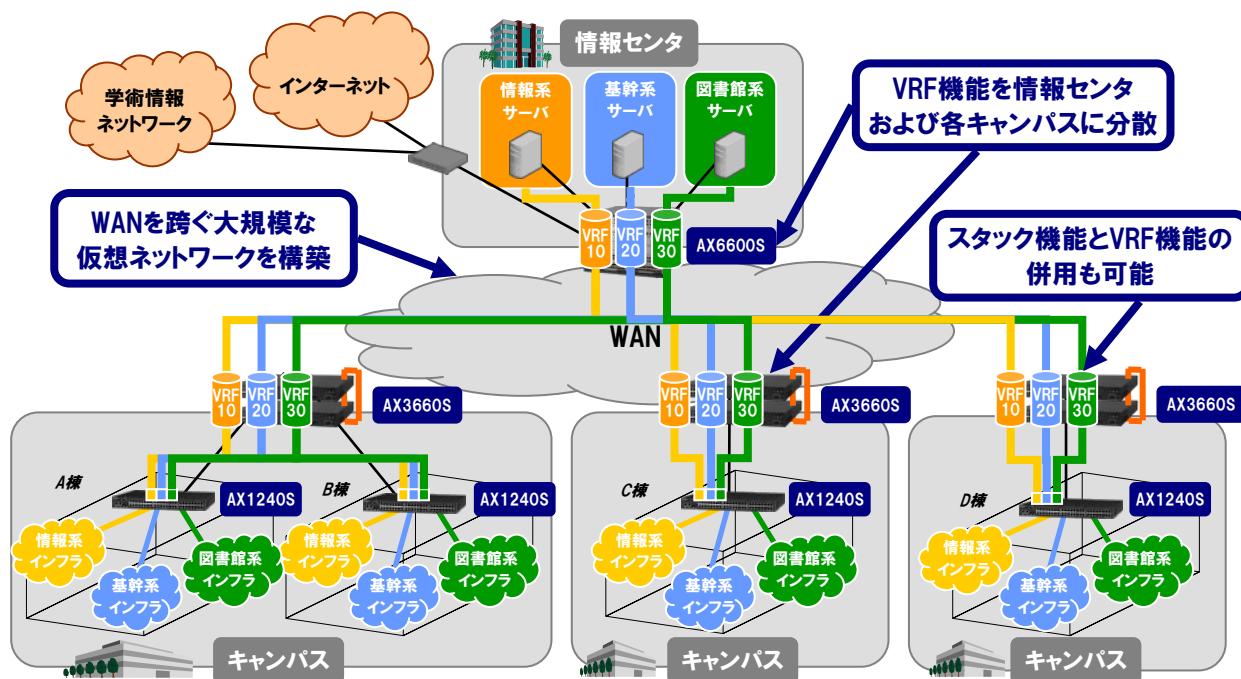 情報センタ
学術情報
ネットワーク
インターネット
情報系
サーバ
基幹系
サーバ
図書館系
サーバ
VRF機能を情報センタ
および各キャンパスに分散
WANを跨ぐ大規模な
仮想ネットワークを構築
VRF
10
VRF
20
VRF
30
AX6600S
スタック機能とVRF機能の
併用も可能
WAN
VRF
10
VRF
20
VRF
30
AX3660S
VRF
10
VRF
20
VRF
30
AX3660S
VRF
10
VRF
20
VRF
30
AX3660S
A棟
AX1240S
B棟
AX1240S
C棟
AX1240S
D棟
AX1240S
情報系
インフラ
基幹系
インフラ
図書館系
インフラ
情報系
インフラ
基幹系
インフラ
図書館系
インフラ
情報系
インフラ
基幹系
インフラ
図書館系
インフラ
情報系
インフラ
基幹系
インフラ
図書館系
インフラ
キャンパス
キャンパス
キャンパス